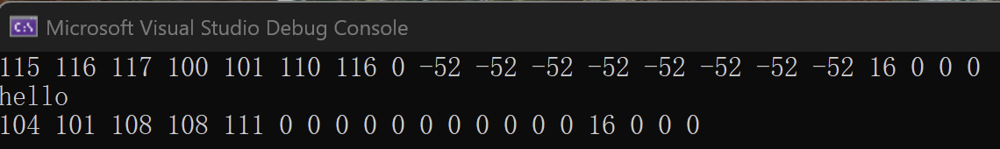 C:\ Microsoft Visual Studio Debug Console
115 116 117 100 101 110 116 0 -52 -52 -52 -52 -52 -52 -52 -52 16 0 0 0
hello
104 101 108 108 111 0 0 0 0 0 0 0 0 0 0 0 16 0 0 0